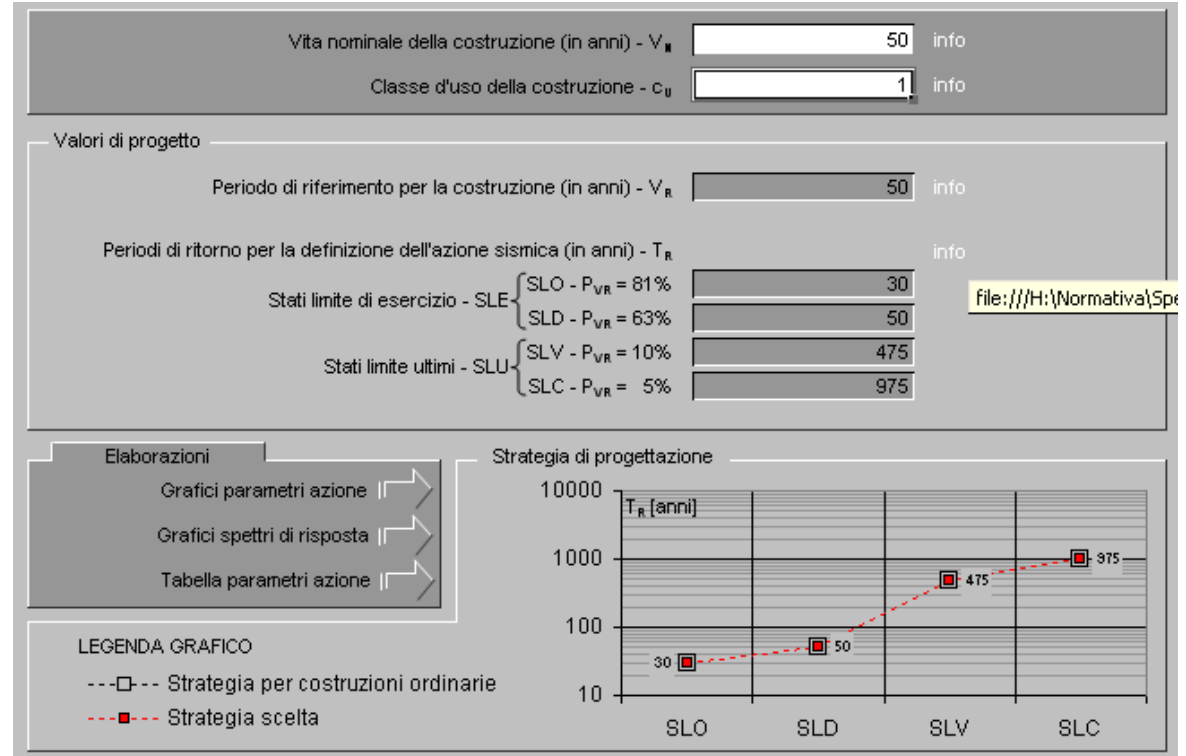 Vita nominale della costruzione (in anni) - V_N 50 info
Classe d'uso della costruzione - c_U 1 info
Valori di progetto
Periodo di riferimento per la costruzione (in anni) - V_R 50 info
Periodi di ritorno per la definizione dell'azione sismica (in anni) - T_R info
Stati limite di esercizio - SLE
SLO - P_VR = 81% 30
SLD - P_VR = 63% 50
file:///H:\Normativa\Spe
Stati limite ultimi - SLU
SLV - P_VR = 10% 475
SLC - P_VR = 5% 975
Elaborazioni
Grafici parametri azione
Grafici spettri di risposta
Tabella parametri azione
LEGENDA GRAFICO
Strategia per costruzioni ordinarie
Strategia scelta
Strategia di progettazione
T_R [anni]
10000
1000
100
10
30
50
475
975
SLO SLD SLV SLC